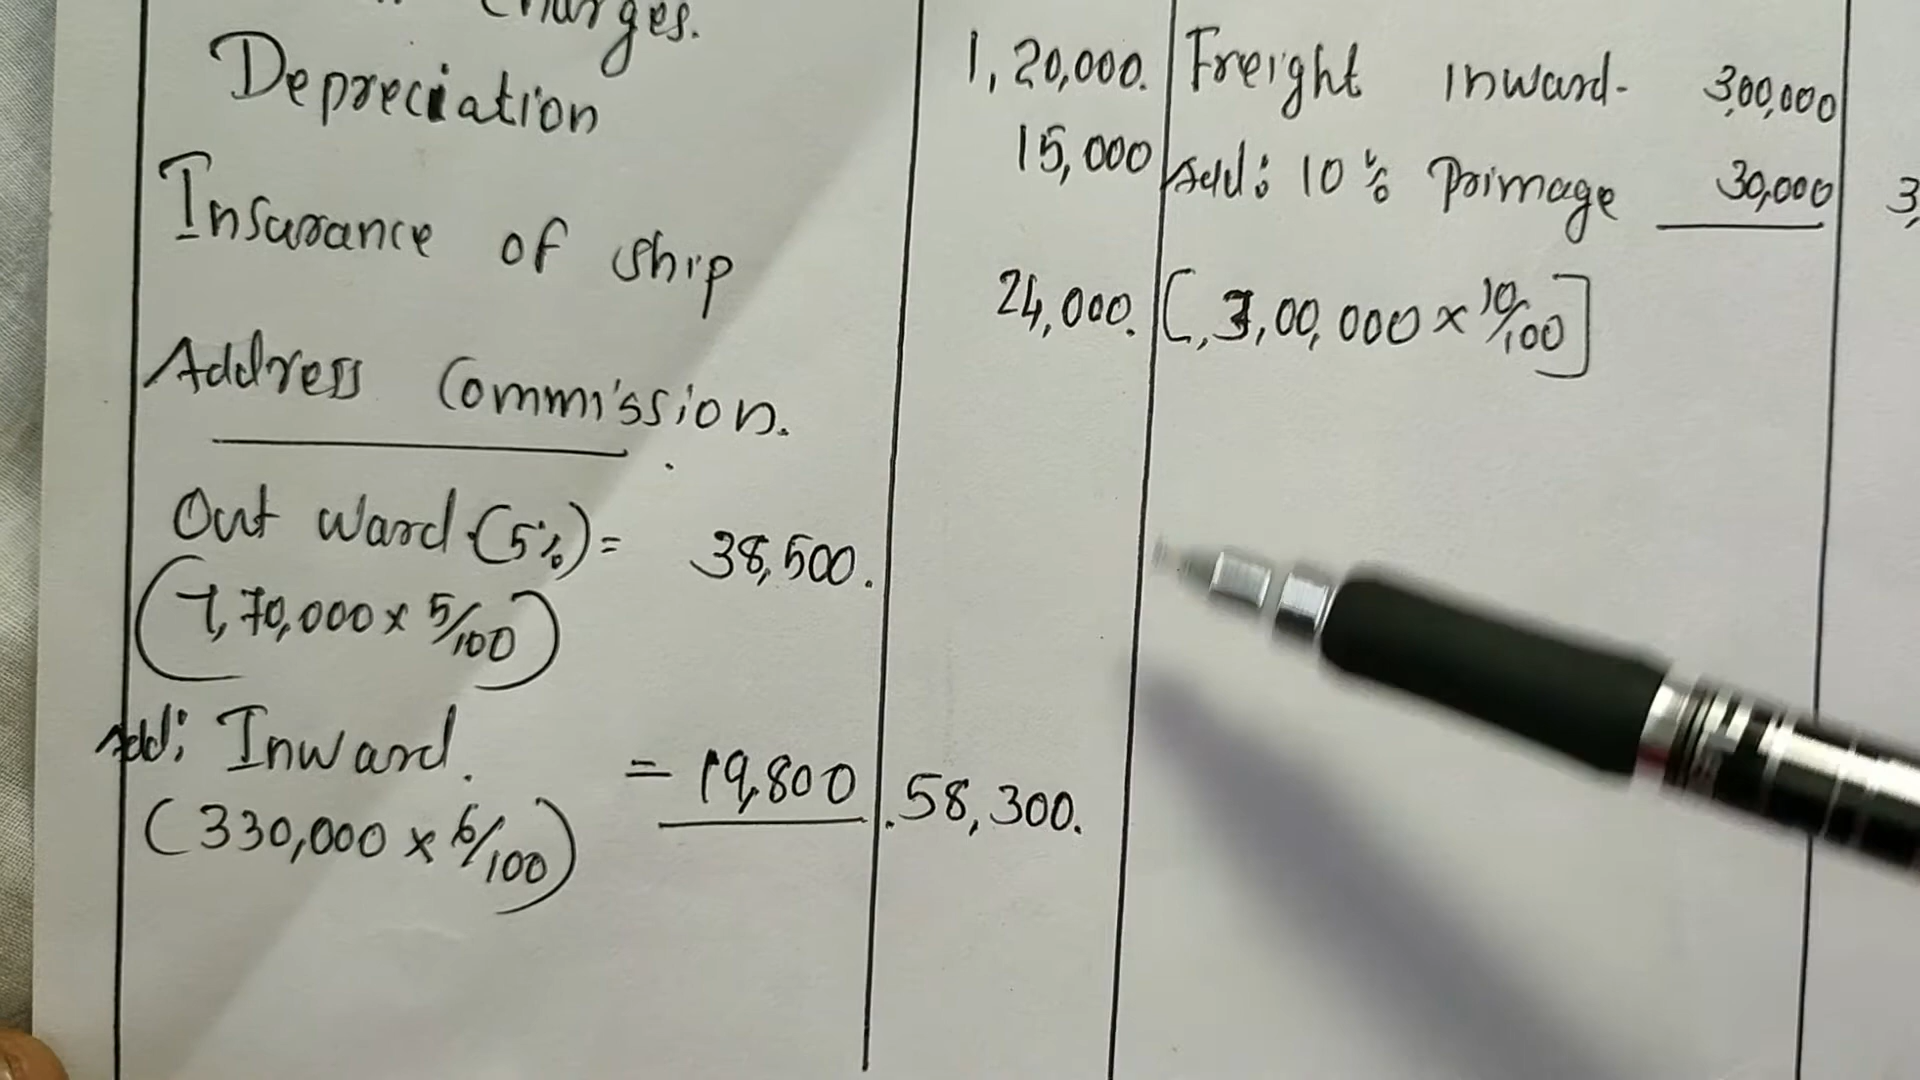 Charges.
Depreciation 1,20,000.
Insurance of ship 15,000
24,000.
Address Commission.
Out ward (5%) = 38,500.
(7,70,000 x 5/100)
Add: Inward. = 19,800 58,300.
(330,000 x 6/100)
Freight Inward- 3,00,000
Add: 10% Primage 30,000 3,
[3,00,000 x 10/100]